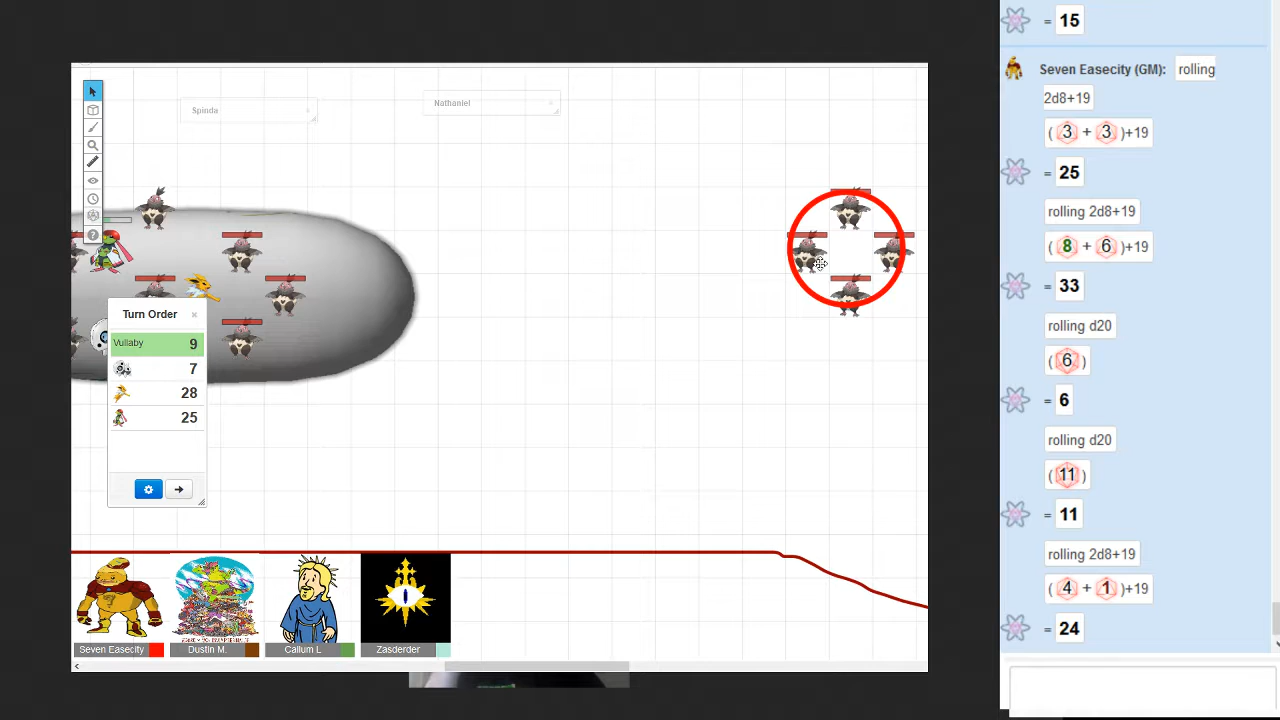 Spinda
Nathaniel
Turn Order ×
Vullaby 9
7
28
25
Seven Easecity
Dustin M.
Callum L
Zasderder
= 15
Seven Easecity (GM): rolling
2d8+19
( 3 + 3 )+19
= 25
rolling 2d8+19
( 8 + 6 )+19
= 33
rolling d20
( 6 )
= 6
rolling d20
( 11 )
= 11
rolling 2d8+19
( 4 + 1 )+19
= 24